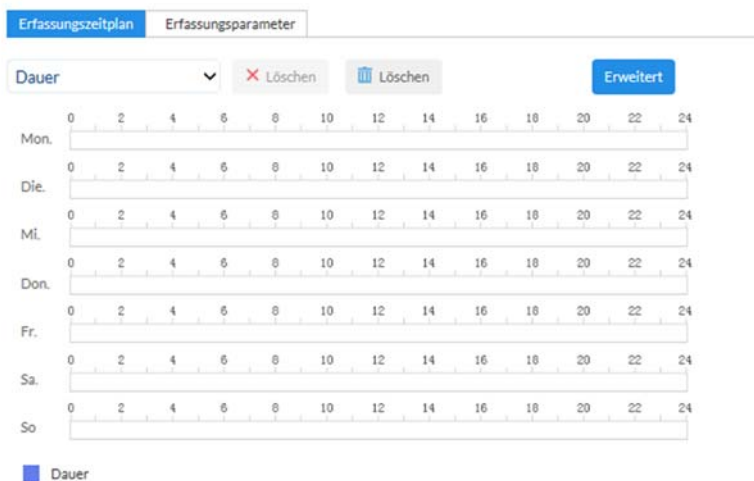 Erfassungszeitplan Erfassungsparameter
Dauer Löschen Löschen Erweitert
0 2 4 6 8 10 12 14 16 18 20 22 24
Mon.
0 2 4 6 8 10 12 14 16 18 20 22 24
Die.
0 2 4 6 8 10 12 14 16 18 20 22 24
Mi.
0 2 4 6 8 10 12 14 16 18 20 22 24
Don.
0 2 4 6 8 10 12 14 16 18 20 22 24
Fr.
0 2 4 6 8 10 12 14 16 18 20 22 24
Sa.
0 2 4 6 8 10 12 14 16 18 20 22 24
So
Dauer